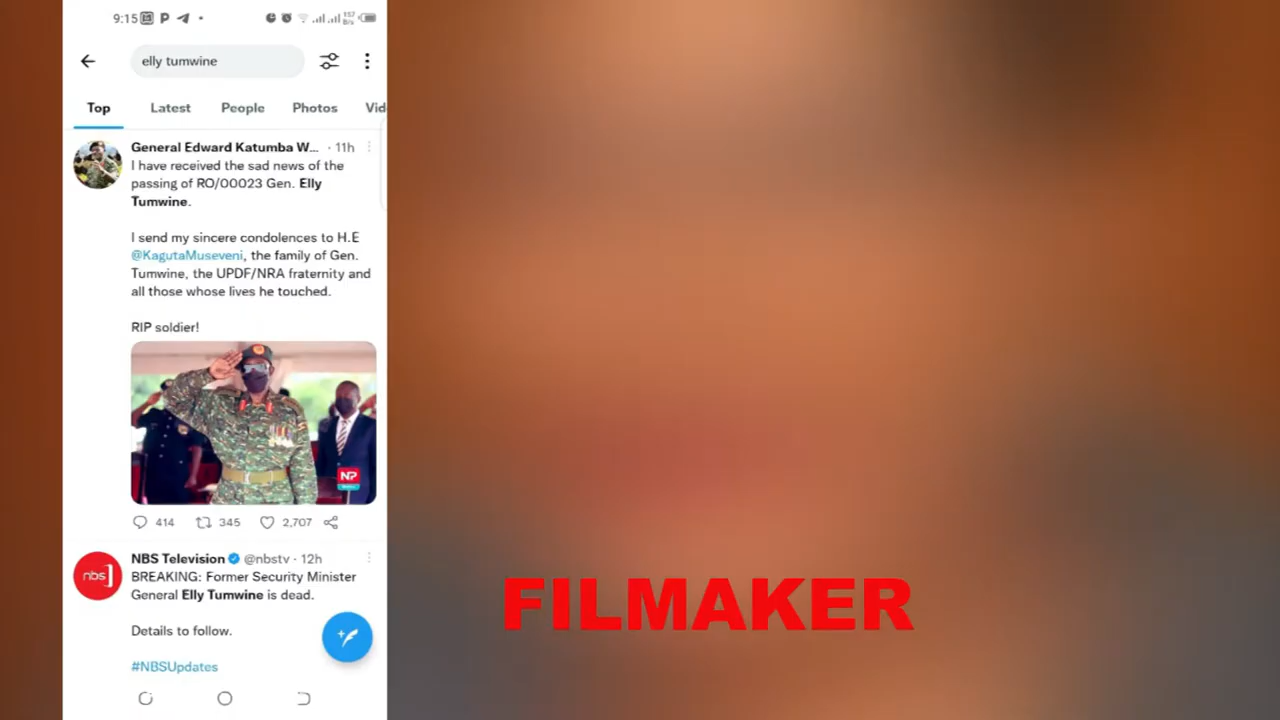 9:15
elly tumwine
Top Latest People Photos Vid
General Edward Katumba W... · 11h
I have received the sad news of the
passing of RO/00023 Gen. Elly
Tumwine.
I send my sincere condolences to H.E
@KagutaMuseveni, the family of Gen.
Tumwine, the UPDF/NRA fraternity and
all those whose lives he touched.
RIP soldier!
NP
414 345 2,707
NBS Television @nbstv · 12h
nbs
BREAKING: Former Security Minister
General Elly Tumwine is dead.
Details to follow.
#NBSUpdates
FILMAKER